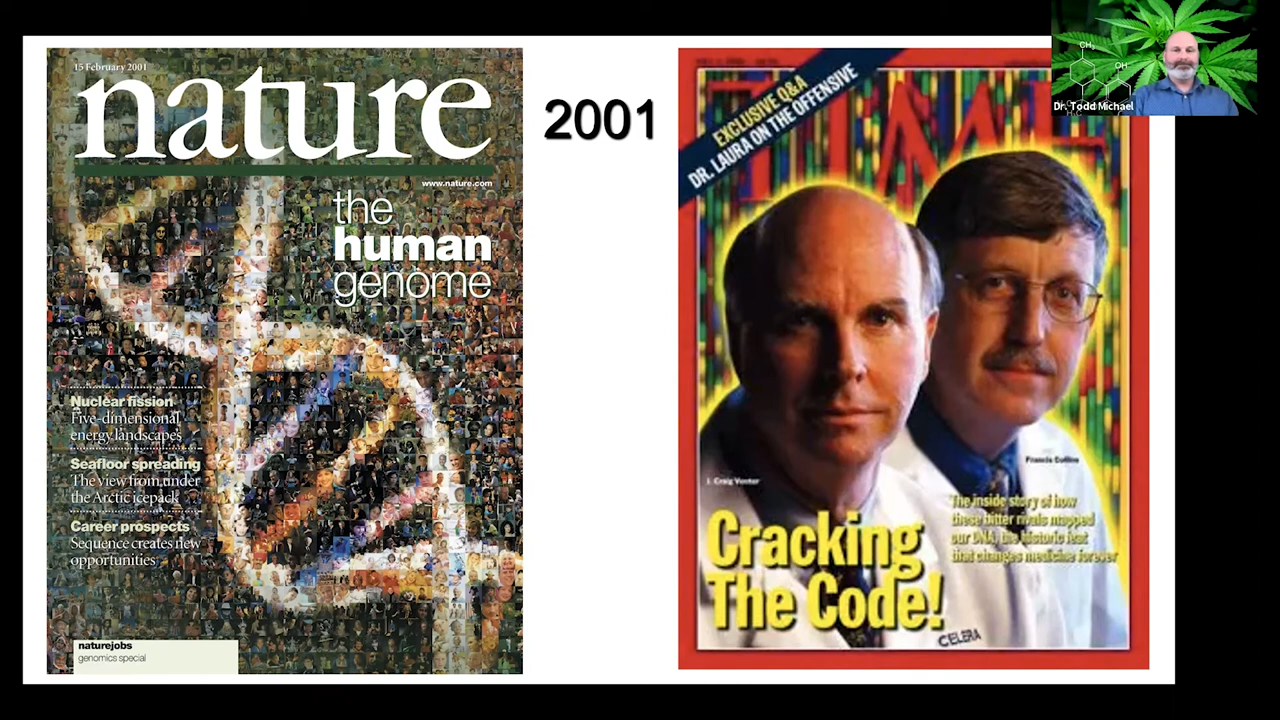 15 February 2001
nature
www.nature.com
the
human
genome
Nuclear fission
Five-dimensional
energy landscapes
Seafloor spreading
The view from under
the Arctic icepack
Career prospects
Sequence creates new
opportunities
naturejobs
genomics special
2001
EXCLUSIVE Q&A
DR. LAURA ON THE OFFENSIVE
TIME
J. Craig Venter
Francis Collins
The inside story of how
these bitter rivals mapped
our DNA, the historic feat
that changes medicine forever
Cracking
The Code!
CELERA
CH₃
OH
Dr. Todd Michael